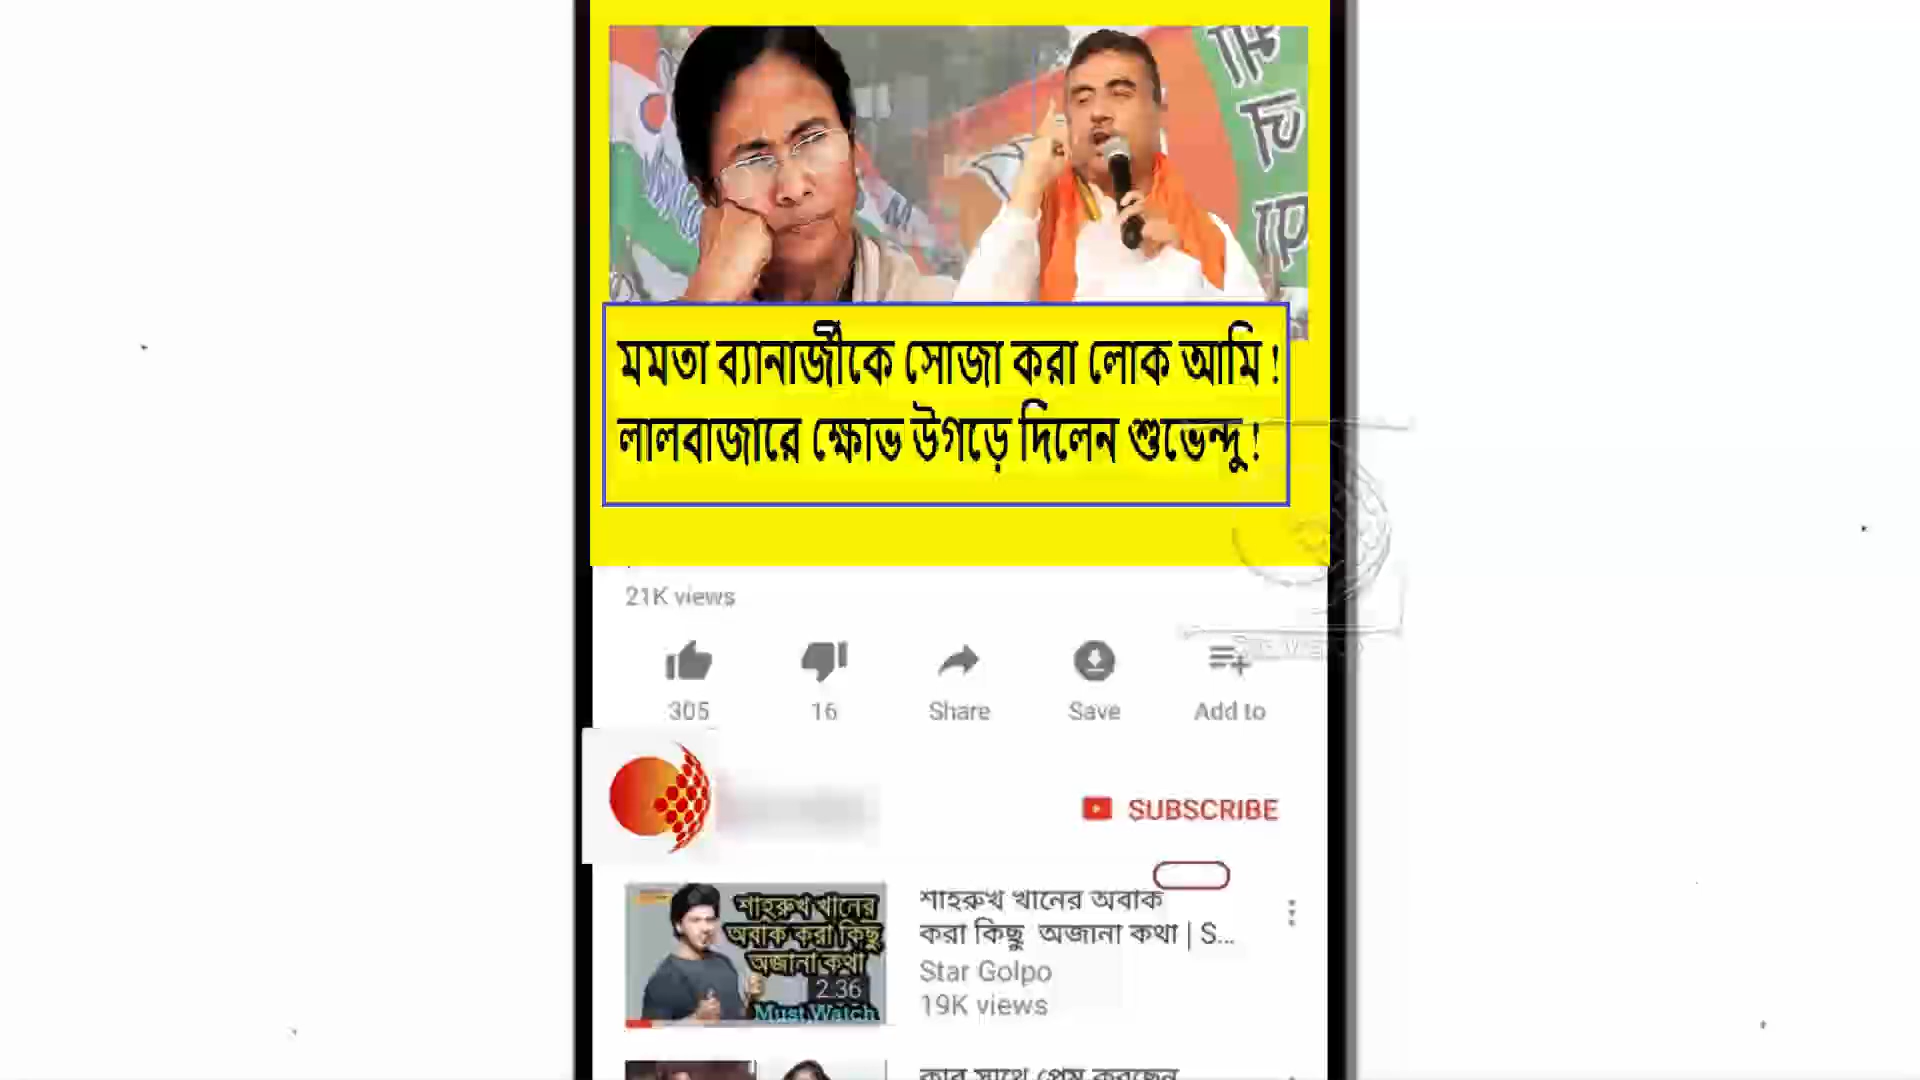 মমতা ব্যানার্জীকে সোজা করা লোক আমি !
লালবাজারে ক্ষোভ উগড়ে দিলেন শুভেন্দু !
21K views
305
16
Share
Save
Add to
SUBSCRIBE
শাহরুখ খানের
অবাক করা কিছু
অজানা কথা
2:36
Must Watch
শাহরুখ খানের অবাক
করা কিছু অজানা কথা | S...
Star Golpo
19K views
কার সাথে প্রেম করছেন